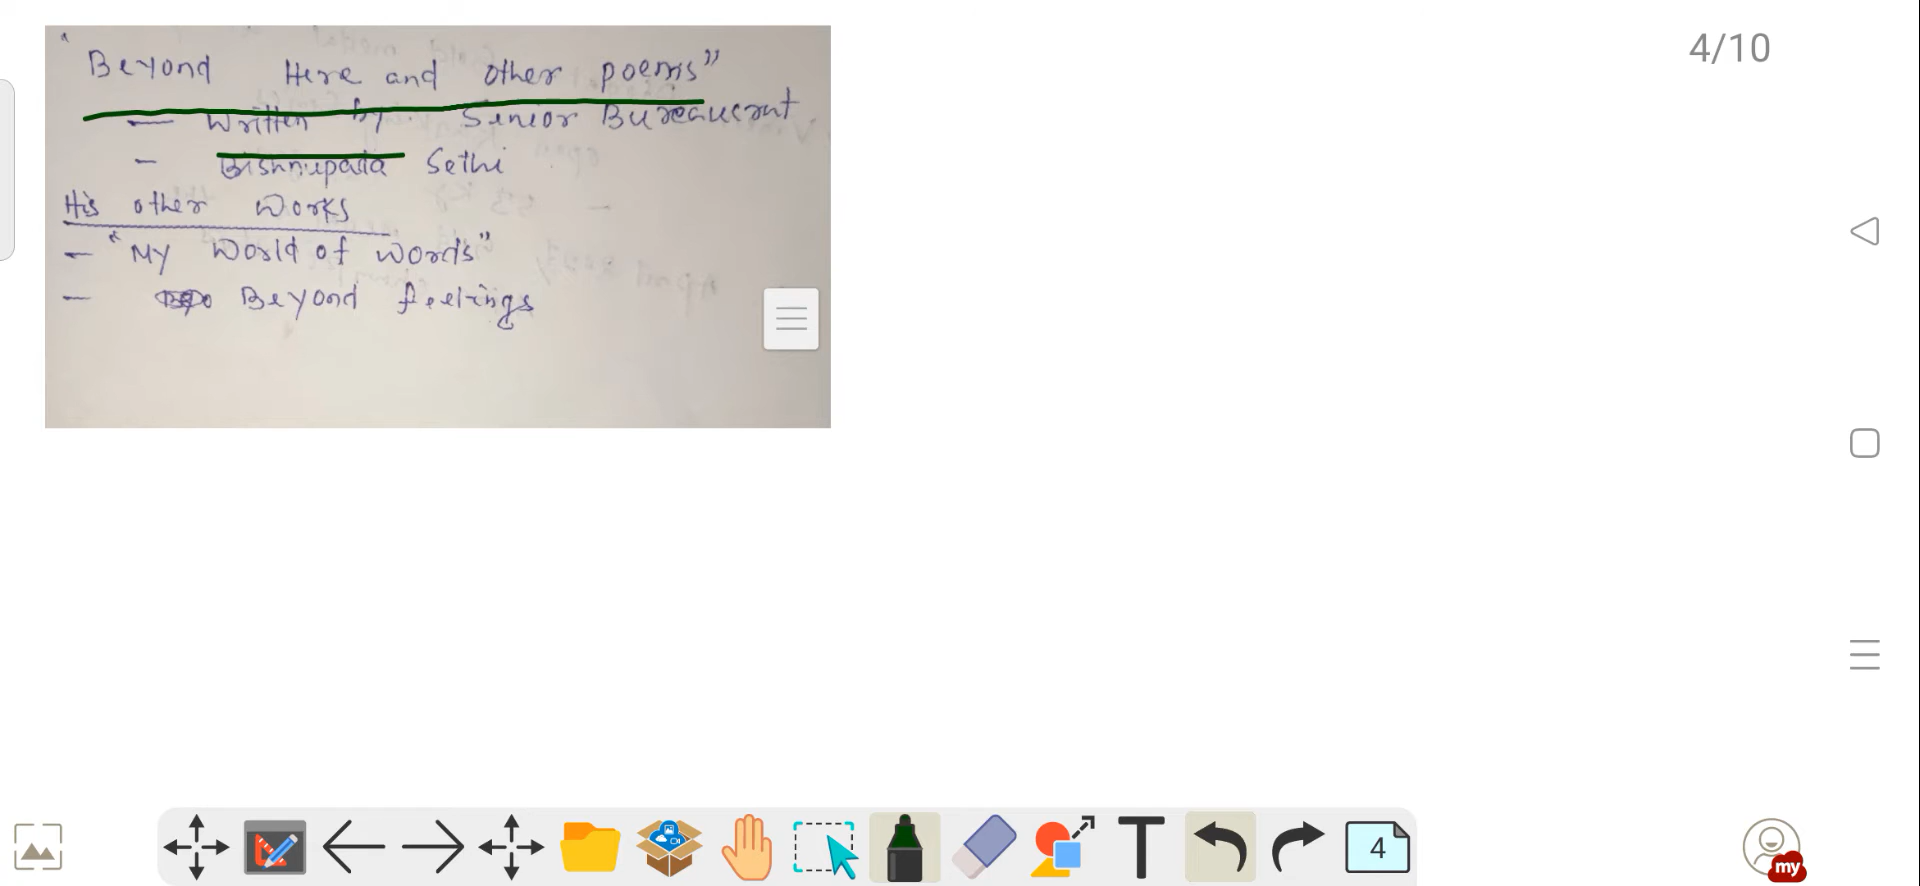 "Beyond Here and other poems"
— Written by Senior Bureaucrat
— Bishnupada Sethi
His other works
— "My World of words"
— Beyond feelings
4/10
4
my